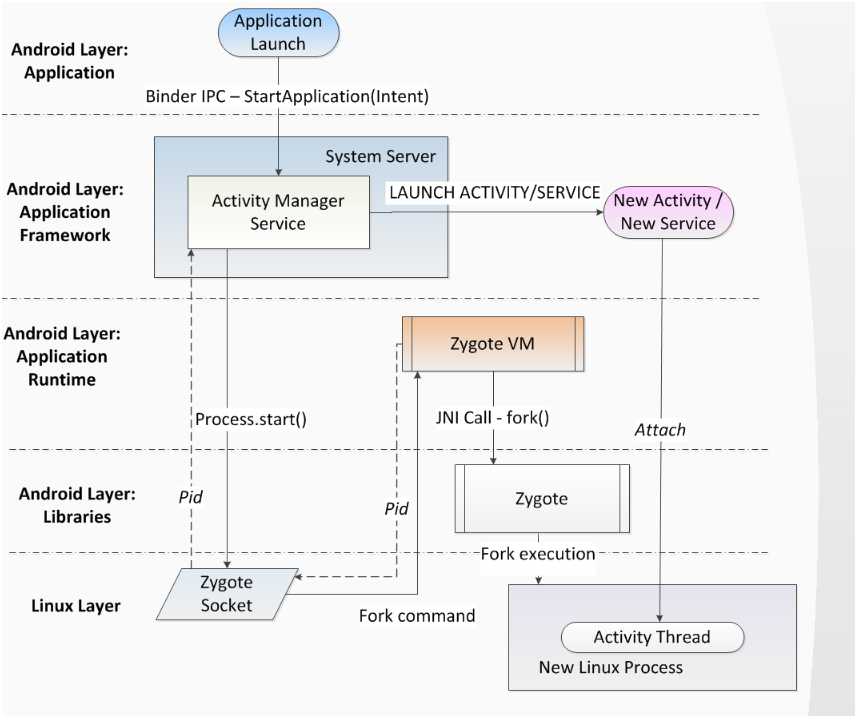 Application
Launch
Android Layer:
Application
Binder IPC – StartApplication(Intent)
System Server
Android Layer:
Application
Framework
Activity Manager
Service
LAUNCH ACTIVITY/SERVICE
New Activity /
New Service
Android Layer:
Application
Runtime
Zygote VM
Process.start()
JNI Call - fork()
Attach
Android Layer:
Libraries
Pid
Pid
Zygote
Fork execution
Linux Layer
Zygote
Socket
Fork command
Activity Thread
New Linux Process